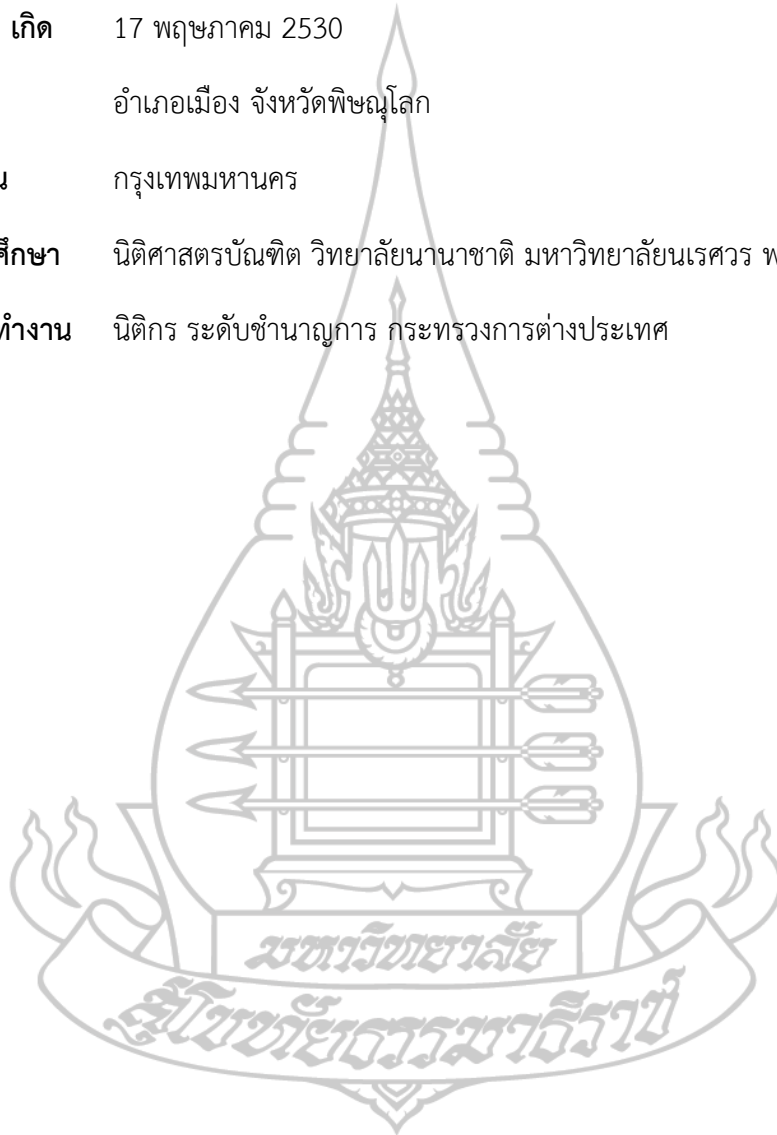 เกิด 17 พฤษภาคม 2530
อำเภอเมือง จังหวัดพิษณุโลก
กรุงเทพมหานคร
นิติศาสตรบัณฑิต วิทยาลัยนานาชาติ มหาวิทยาลัยนเรศวร
ทำงาน นิติกร ระดับชำนาญการ กระทรวงการต่างประเทศ
มหาวิทยาลัย
สุโขทัยธรรมาธิราช